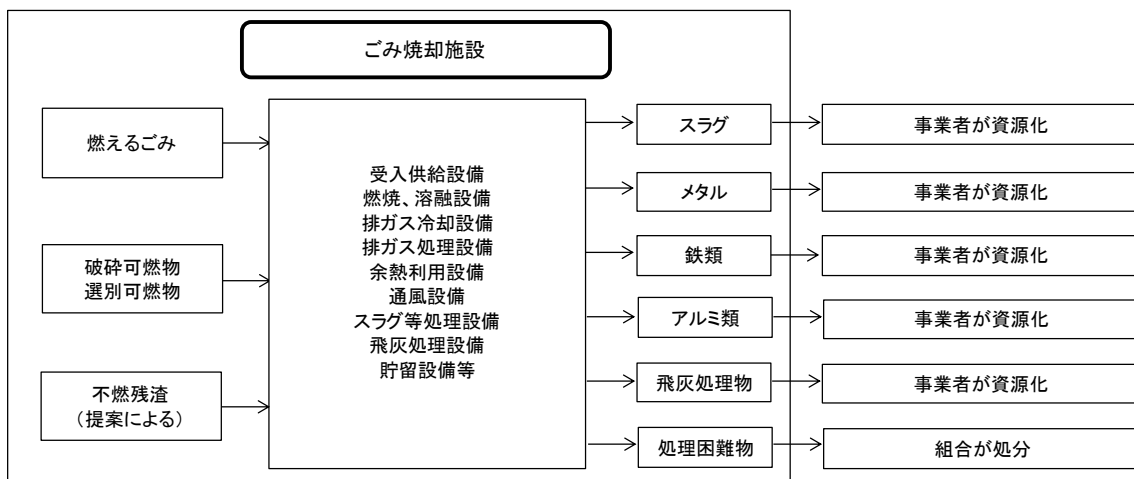 ごみ焼却施設
燃えるごみ
破砕可燃物
選別可燃物
不燃残渣
（提案による）
受入供給設備
燃焼、溶融設備
排ガス冷却設備
排ガス処理設備
余熱利用設備
通風設備
スラグ等処理設備
飛灰処理設備
貯留設備等
スラグ
事業者が資源化
メタル
事業者が資源化
鉄類
事業者が資源化
アルミ類
事業者が資源化
飛灰処理物
事業者が資源化
処理困難物
組合が処分